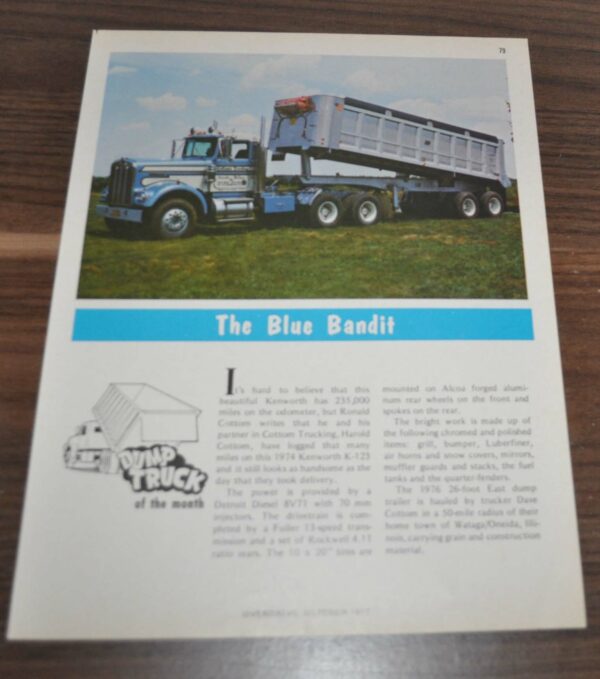 79
The Blue Bandit
It's hard to believe that this
beautiful Kenworth has 235,000
miles on the odometer, but Ronald
Cottom writes that he and his
partner in Cottom Trucking, Harold
Cottom, have logged that many
miles on this 1974 Kenworth K-123
and it still looks as handsome as the
day that they took delivery.
The power is provided by a
Detroit Diesel 8V71 with 70 mm
injectors. The drivetrain is com-
pleted by a Fuller 13-speed trans-
mission and a set of Rockwell 4.11
ratio rears. The 10 x 20" tires are
mounted on Alcoa forged alumi-
num rear wheels on the front and
spokes on the rear.
The bright work is made up of
the following chromed and polished
items: grill, bumper, Luberfiner,
air horns and snow covers, mirrors,
muffler guards and stacks, the fuel
tanks and the quarter-fenders.
The 1976 26-foot East dump
trailer is hauled by trucker Dave
Cottom in a 50-mile radius of their
home town of Wataga/Oneida, Illi-
nois, carrying grain and construction
material.
DUMP
TRUCK
of the month
OVERDRIVE, OCTOBER 1977